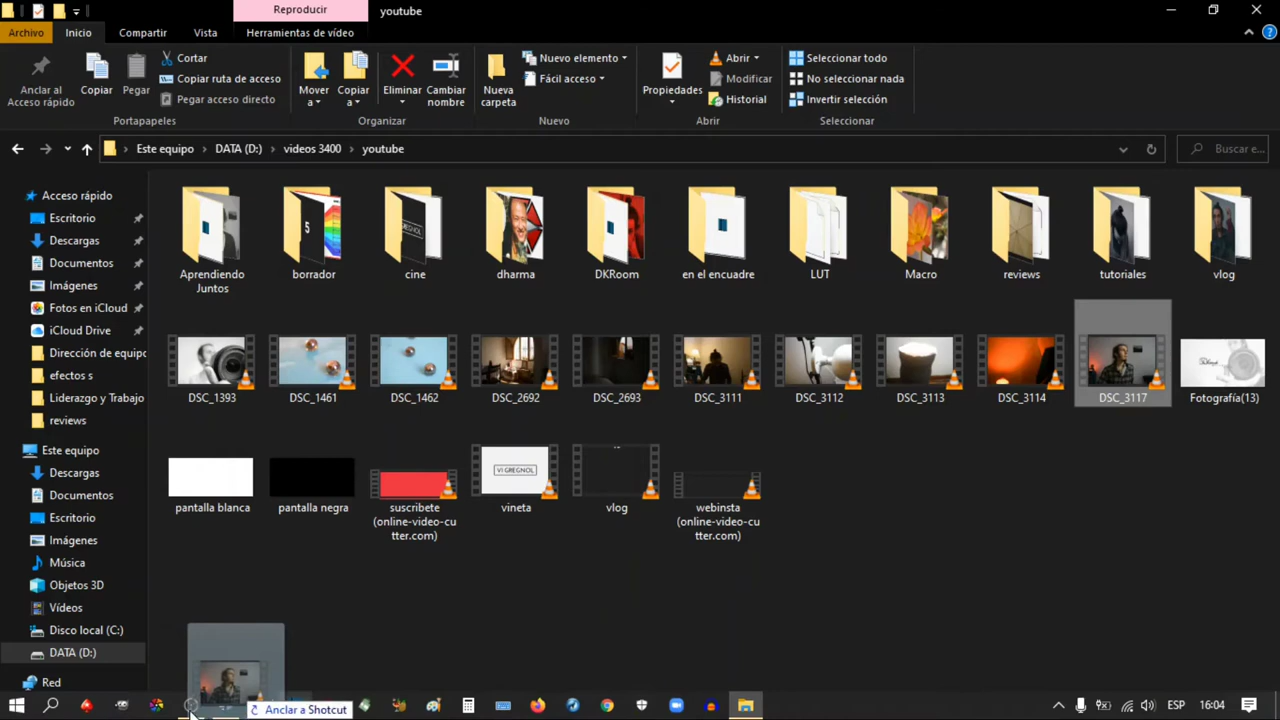 Reproducir
youtube
Archivo
Inicio
Compartir
Vista
Herramientas de vídeo
Anclar al
Acceso rápido
Copiar
Pegar
Cortar
Copiar ruta de acceso
Pegar acceso directo
Portapapeles
Mover
a
Copiar
a
Eliminar
Cambiar
nombre
Organizar
Nueva
carpeta
Nuevo elemento
Fácil acceso
Nuevo
Propiedades
Abrir
Modificar
Historial
Abrir
Seleccionar todo
No seleccionar nada
Invertir selección
Seleccionar
Este equipo
DATA (D:)
videos 3400
youtube
Buscar e...
Acceso rápido
Escritorio
Descargas
Documentos
Imágenes
Fotos en iCloud
iCloud Drive
Dirección de equipo
efectos s
Liderazgo y Trabajo
reviews
Este equipo
Descargas
Documentos
Escritorio
Imágenes
Música
Objetos 3D
Vídeos
Disco local (C:)
DATA (D:)
Red
Aprendiendo
Juntos
borrador
cine
dharma
DKRoom
en el encuadre
LUT
Macro
reviews
tutoriales
vlog
DSC_1393
DSC_1461
DSC_1462
DSC_2692
DSC_2693
DSC_3111
DSC_3112
DSC_3113
DSC_3114
DSC_3117
Fotografía(13)
pantalla blanca
pantalla negra
suscribete
(online-video-cu
tter.com)
VI GREGNOL
vineta
vlog
webinsta
(online-video-cu
tter.com)
Anclar a Shotcut
ESP
16:04